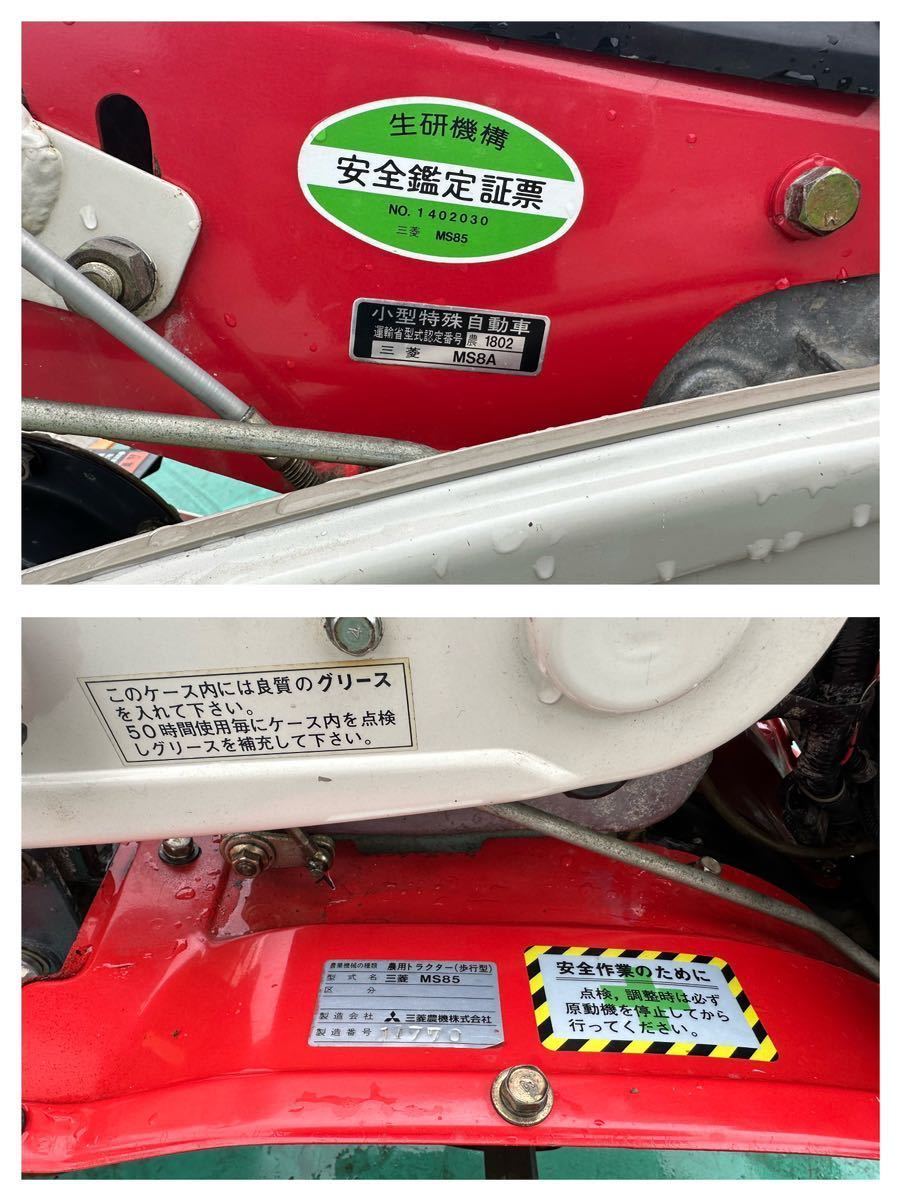 生研機構
安全鑑定証票
NO. 1402030
三菱 MS85
小型特殊自動車
運輸省型式認定番号 農 1802
三菱 MS8A
4
このケース内には良質のグリース
を入れて下さい。
50時間使用毎にケース内を点検
しグリースを補充して下さい。
農業機械の種類 農用トラクター(歩行型)
型式名 三菱 MS85
区分
製造会社 三菱農機株式会社
製造番号 11770
安全作業のために
点検,調整時は必ず
原動機を停止してから
行ってください。